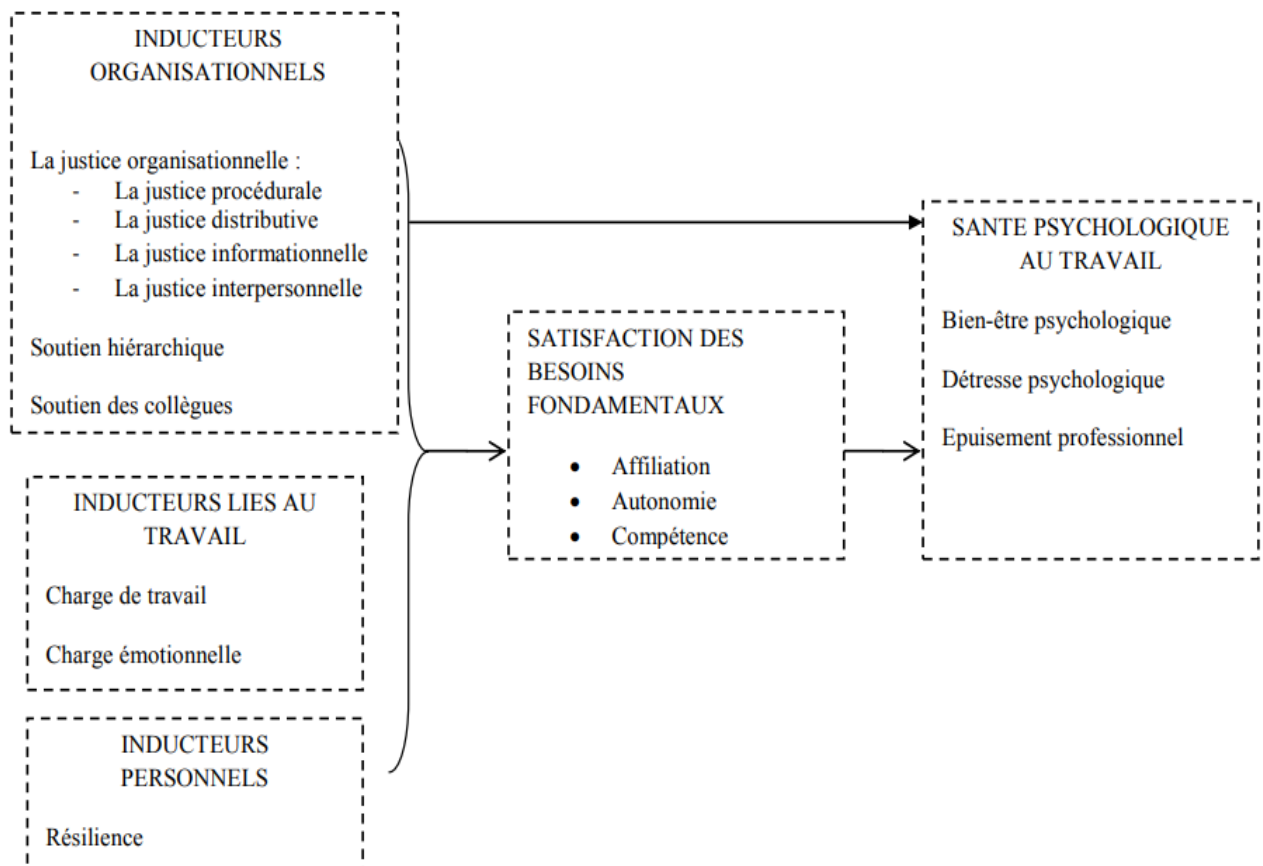 INDUCTEURS
ORGANISATIONNELS
La justice organisationnelle :
- La justice procédurale
- La justice distributive
- La justice informationnelle
- La justice interpersonnelle
Soutien hiérarchique
Soutien des collègues
INDUCTEURS LIES AU
TRAVAIL
Charge de travail
Charge émotionnelle
INDUCTEURS
PERSONNELS
Résilience
SATISFACTION DES
BESOINS
FONDAMENTAUX
• Affiliation
• Autonomie
• Compétence
SANTE PSYCHOLOGIQUE
AU TRAVAIL
Bien-être psychologique
Détresse psychologique
Epuisement professionnel